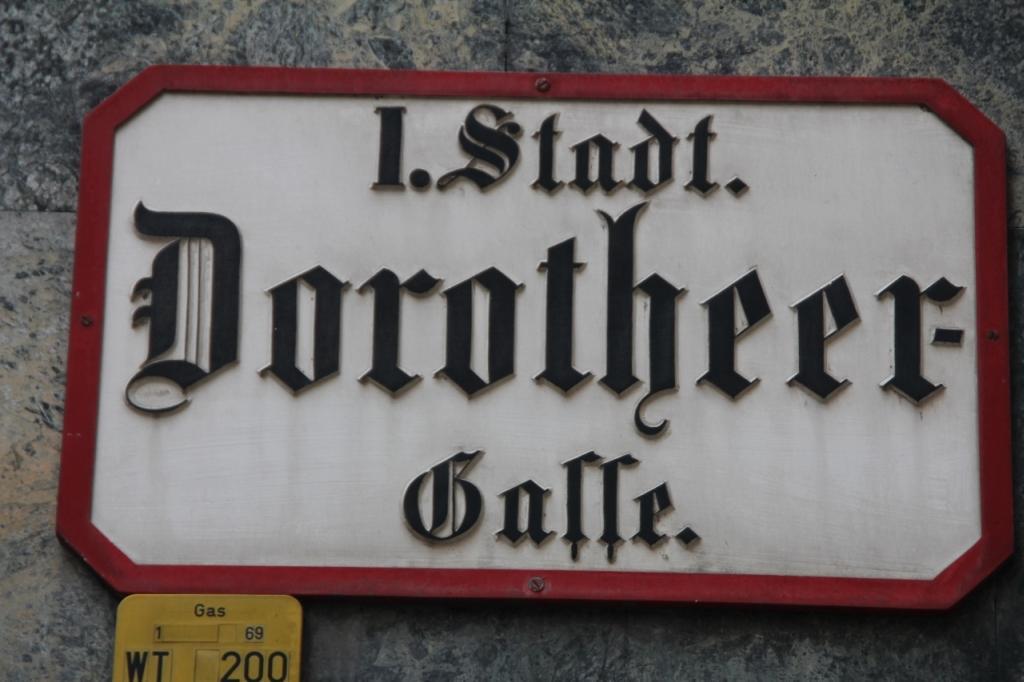 I. Stadt.
Dorotheer-
Gaſſe.
Gas
1 69
WT 200